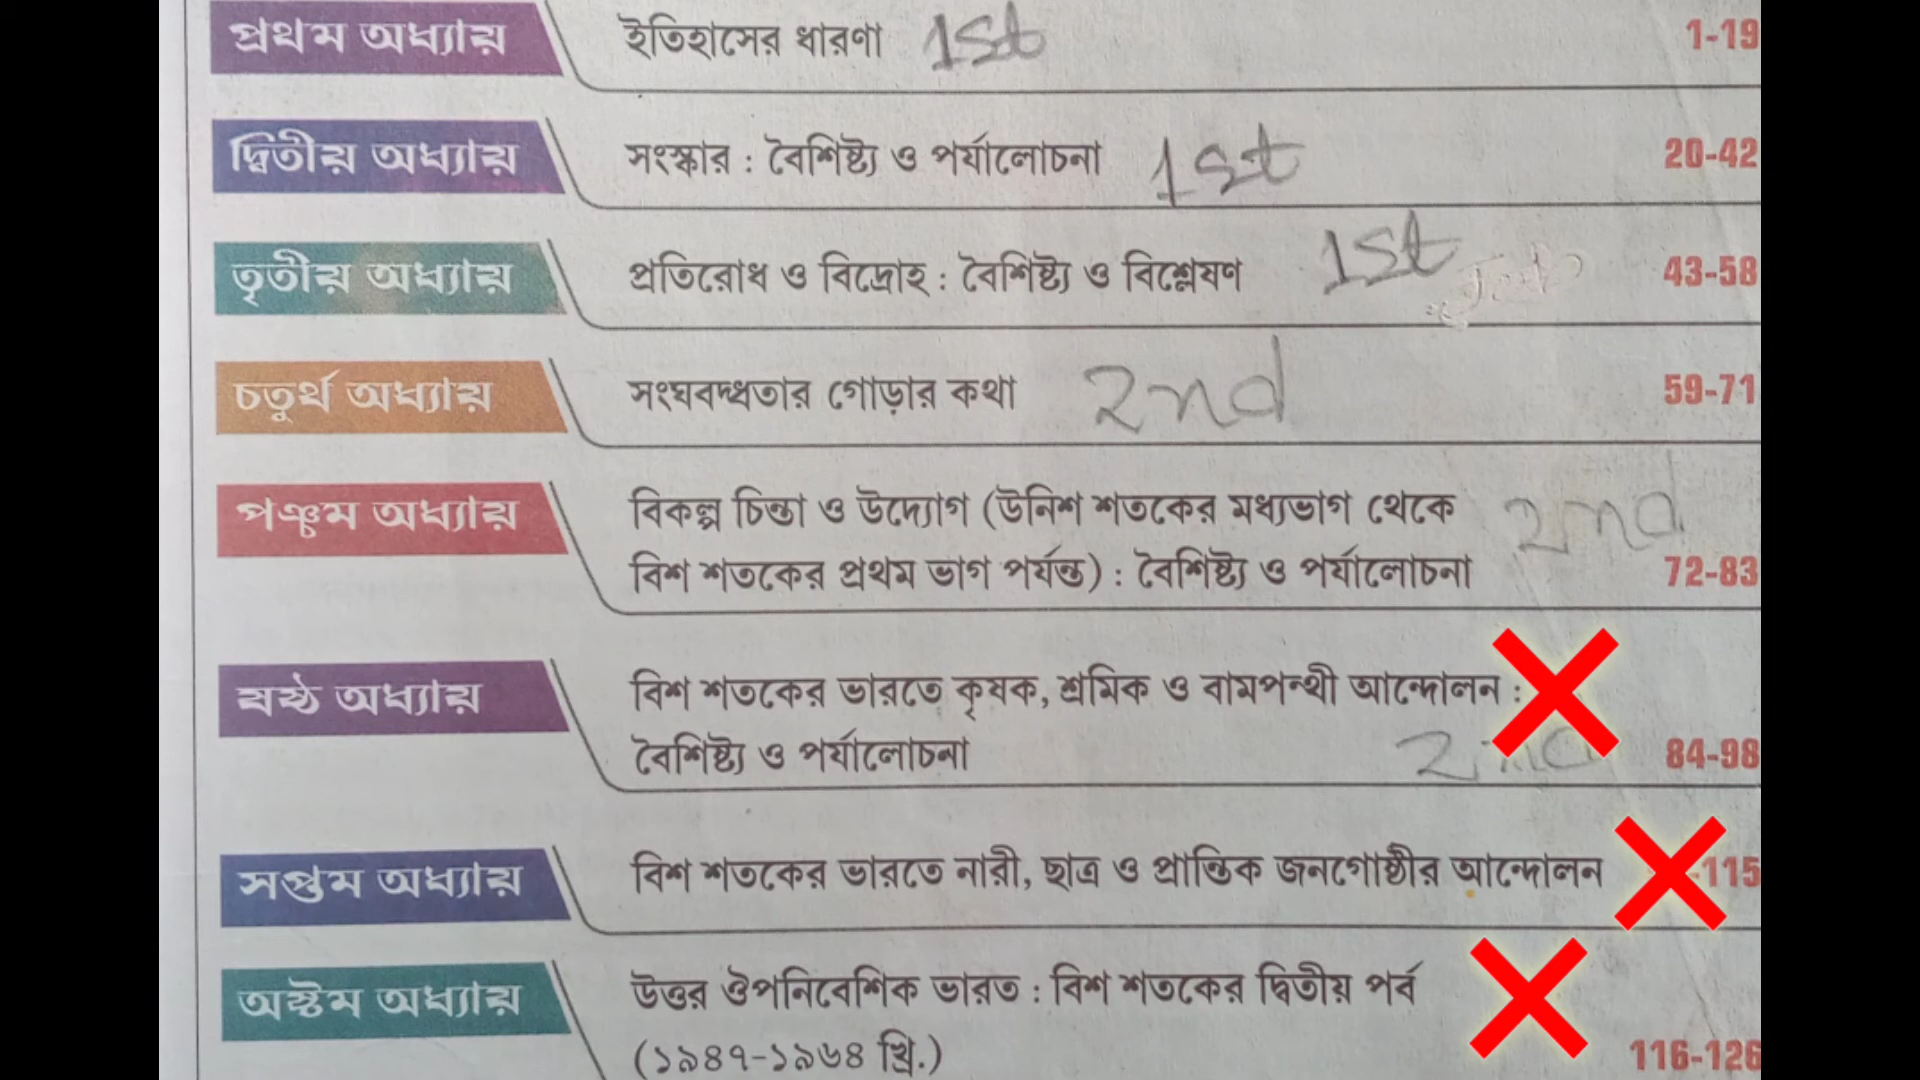 প্রথম অধ্যায় ইতিহাসের ধারণা 1st 1-19
দ্বিতীয় অধ্যায় সংস্কার : বৈশিষ্ট্য ও পর্যালোচনা 1st 20-42
তৃতীয় অধ্যায় প্রতিরোধ ও বিদ্রোহ : বৈশিষ্ট্য ও বিশ্লেষণ 1st 43-58
চতুর্থ অধ্যায় সংঘবদ্ধতার গোড়ার কথা 2nd 59-71
পঞ্চম অধ্যায় বিকল্প চিন্তা ও উদ্যোগ (উনিশ শতকের মধ্যভাগ থেকে 2nd
বিশ শতকের প্রথম ভাগ পর্যন্ত) : বৈশিষ্ট্য ও পর্যালোচনা 72-83
ষষ্ঠ অধ্যায় বিশ শতকের ভারতে কৃষক, শ্রমিক ও বামপন্থী আন্দোলন :
বৈশিষ্ট্য ও পর্যালোচনা 2nd 84-98
সপ্তম অধ্যায় বিশ শতকের ভারতে নারী, ছাত্র ও প্রান্তিক জনগোষ্ঠীর আন্দোলন -115
অষ্টম অধ্যায় উত্তর ঔপনিবেশিক ভারত : বিশ শতকের দ্বিতীয় পর্ব
(১৯৪৭-১৯৬৪ খ্রি.) 116-126